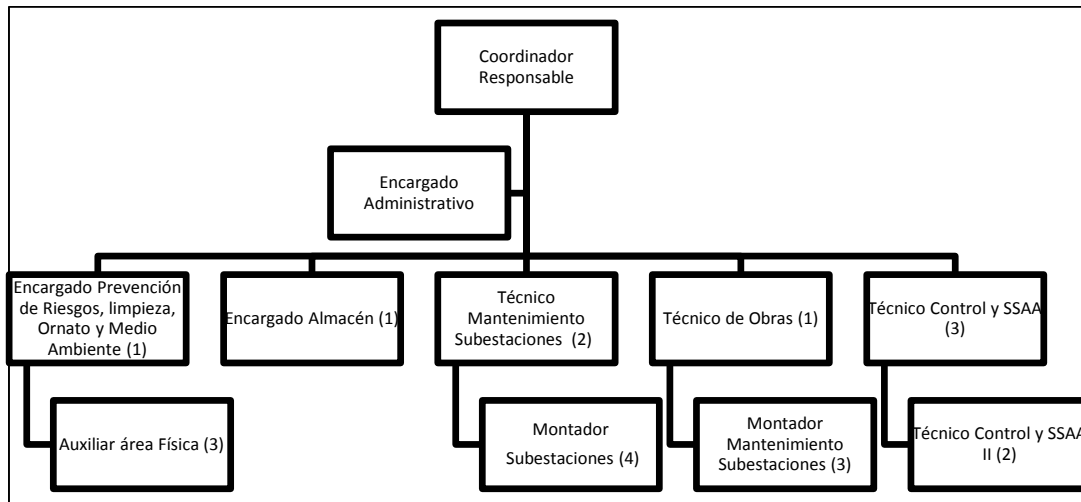 Coordinador
Responsable
Encargado
Administrativo
Encargado Prevención
de Riesgos, limpieza,
Ornato y Medio
Ambiente (1)
Encargado Almacén (1)
Técnico
Mantenimiento
Subestaciones (2)
Técnico de Obras (1)
Técnico Control y SSAA
(3)
Auxiliar área Física (3)
Montador
Subestaciones (4)
Montador
Mantenimiento
Subestaciones (3)
Técnico Control y SSAA
II (2)